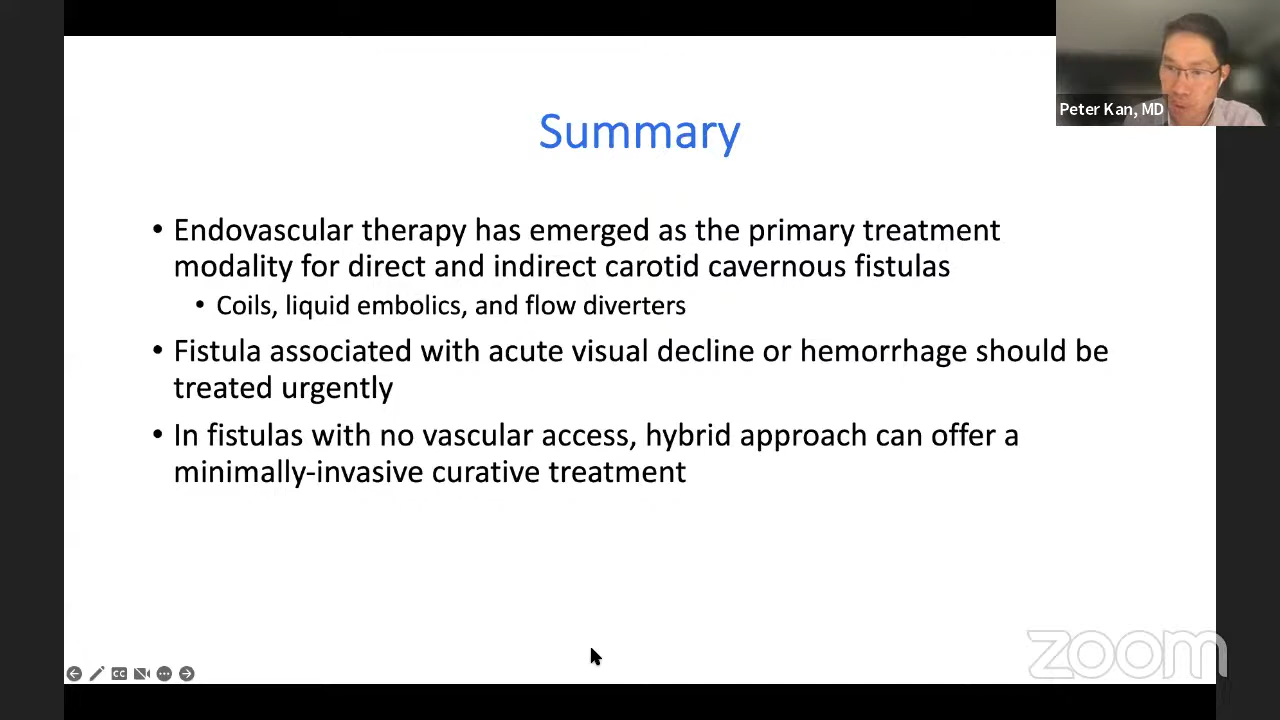 Peter Kan, MD
Summary
• Endovascular therapy has emerged as the primary treatment
modality for direct and indirect carotid cavernous fistulas
• Coils, liquid embolics, and flow diverters
• Fistula associated with acute visual decline or hemorrhage should be
treated urgently
• In fistulas with no vascular access, hybrid approach can offer a
minimally-invasive curative treatment
CC
zoom